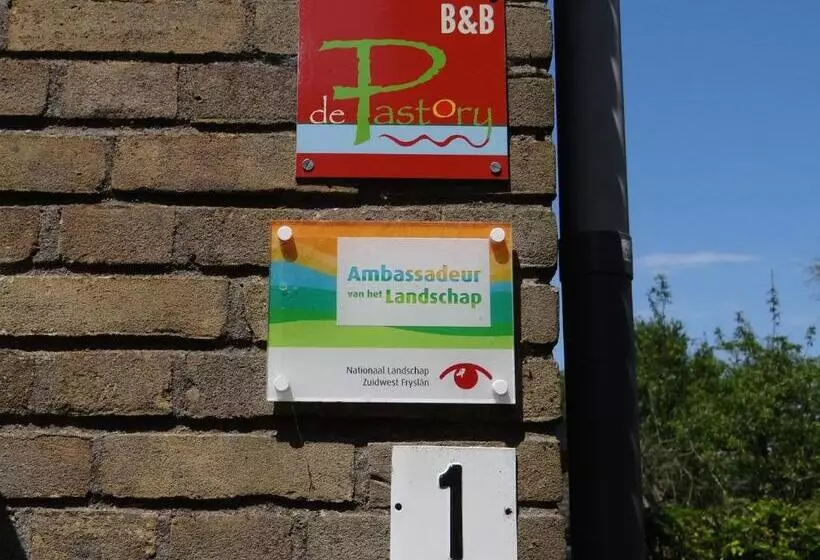 B&B
de Pastory
Ambassadeur
van het Landschap
Nationaal Landschap
Zuidwest Fryslân
1